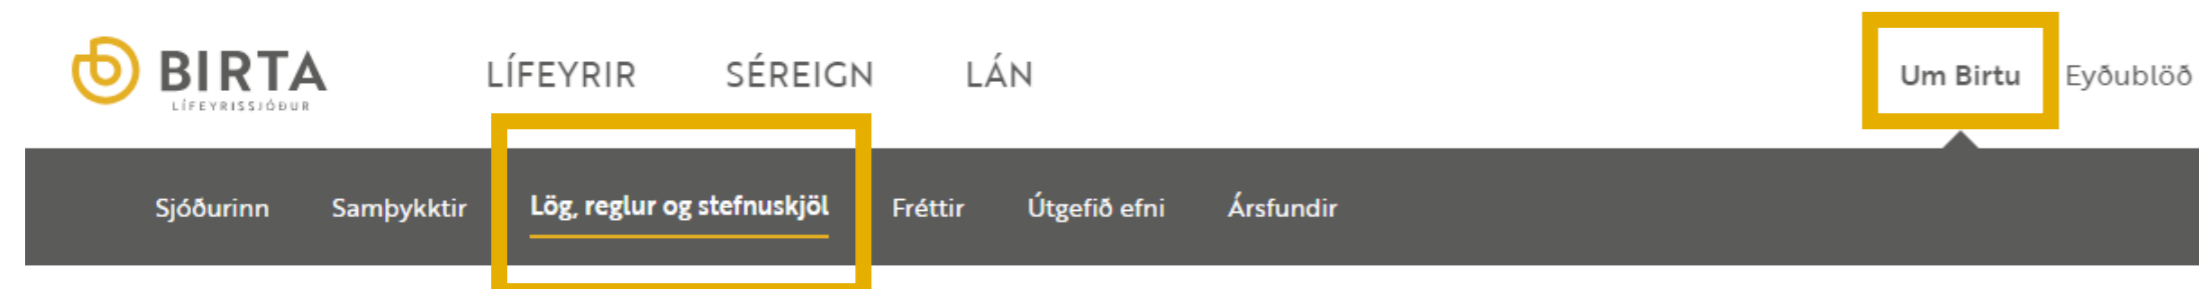 BIRTA
LÍFEYRISSJÓÐUR
LÍFEYRIR SÉREIGN LÁN
Um Birtu Eyðublöð
Sjóðurinn Samþykktir Lög, reglur og stefnuskjöl Fréttir Útgefið efni Ársfundir